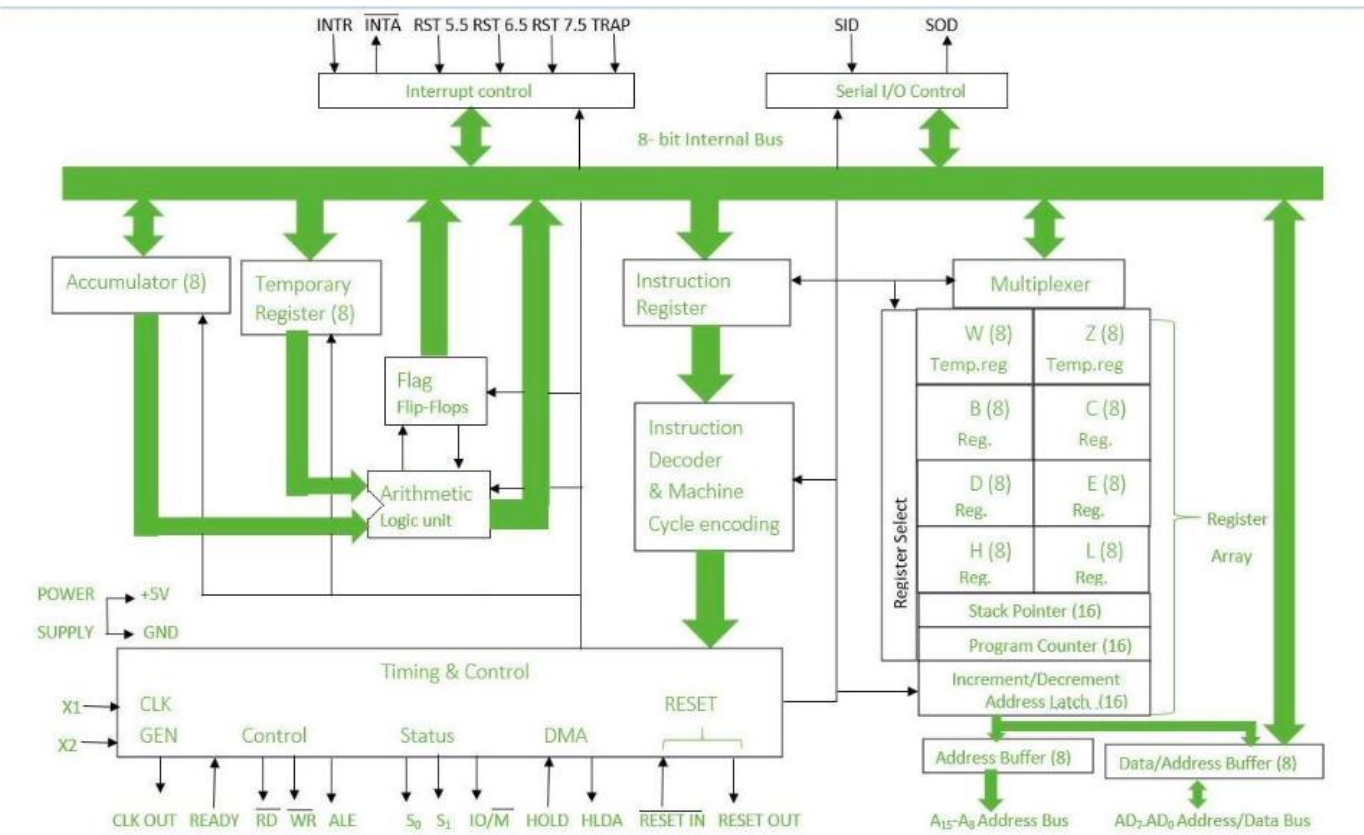 INTR INTA RST 5.5 RST 6.5 RST 7.5 TRAP
SID SOD
Interrupt control
Serial I/O Control
8- bit Internal Bus
Accumulator (8)
Temporary
Register (8)
Instruction
Register
Multiplexer
W (8)
Temp.reg
Z (8)
Temp.reg
Flag
Flip-Flops
B (8)
Reg.
C (8)
Reg.
Instruction
Decoder
& Machine
Cycle encoding
Arithmetic
Logic unit
D (8)
Reg.
E (8)
Reg.
Register Select
Register
Array
H (8)
Reg.
L (8)
Reg.
Stack Pointer (16)
Program Counter (16)
Increment/Decrement
Address Latch (16)
POWER +5V
SUPPLY GND
Timing & Control
X1 CLK
X2 GEN
Control Status DMA RESET
Address Buffer (8)
Data/Address Buffer (8)
CLK OUT READY RD WR ALE S₀ S₁ IO/M HOLD HLDA RESET IN RESET OUT
A₁₅-A₈ Address Bus
AD₇.AD₀ Address/Data Bus